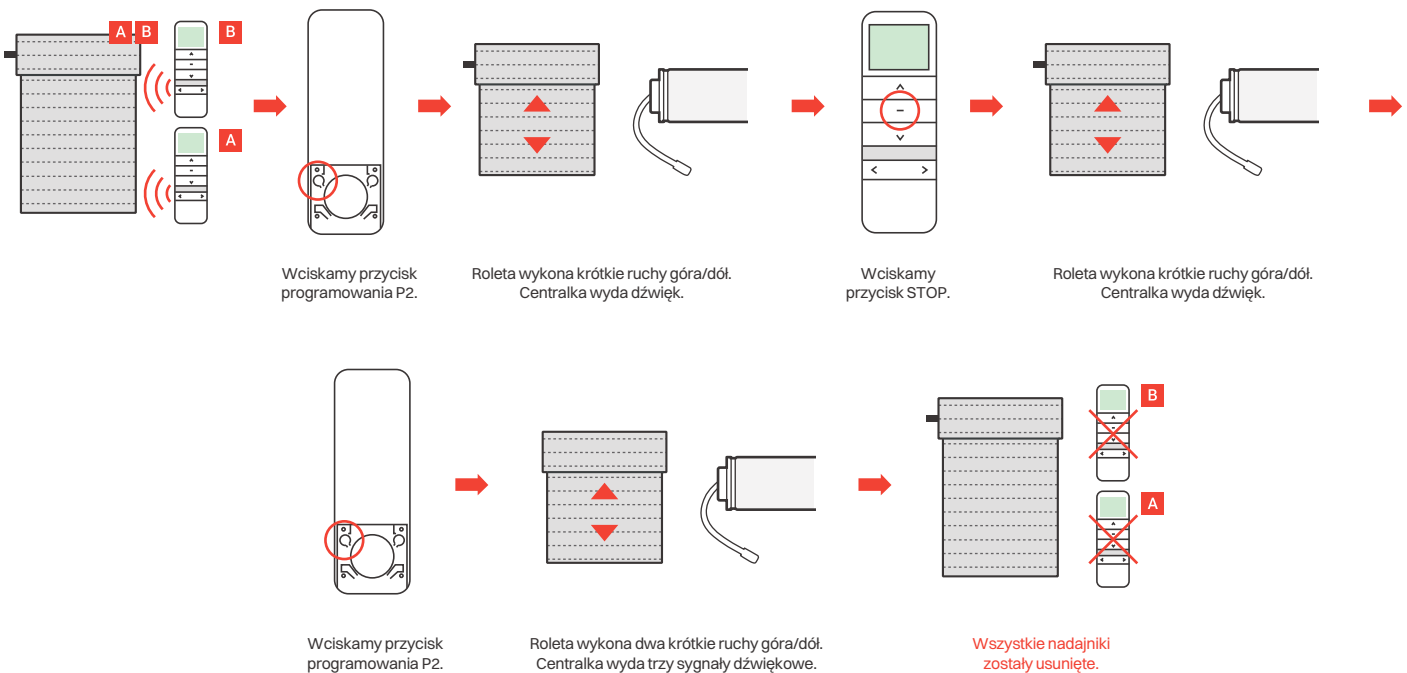 A B
B
A
Wciskamy przycisk
programowania P2.
Roleta wykona krótkie ruchy góra/dół.
Centralka wyda dźwięk.
Wciskamy
przycisk STOP.
Roleta wykona krótkie ruchy góra/dół.
Centralka wyda dźwięk.
B
A
Wciskamy przycisk
programowania P2.
Roleta wykona dwa krótkie ruchy góra/dół.
Centralka wyda trzy sygnały dźwiękowe.
Wszystkie nadajniki
zostały usunięte.